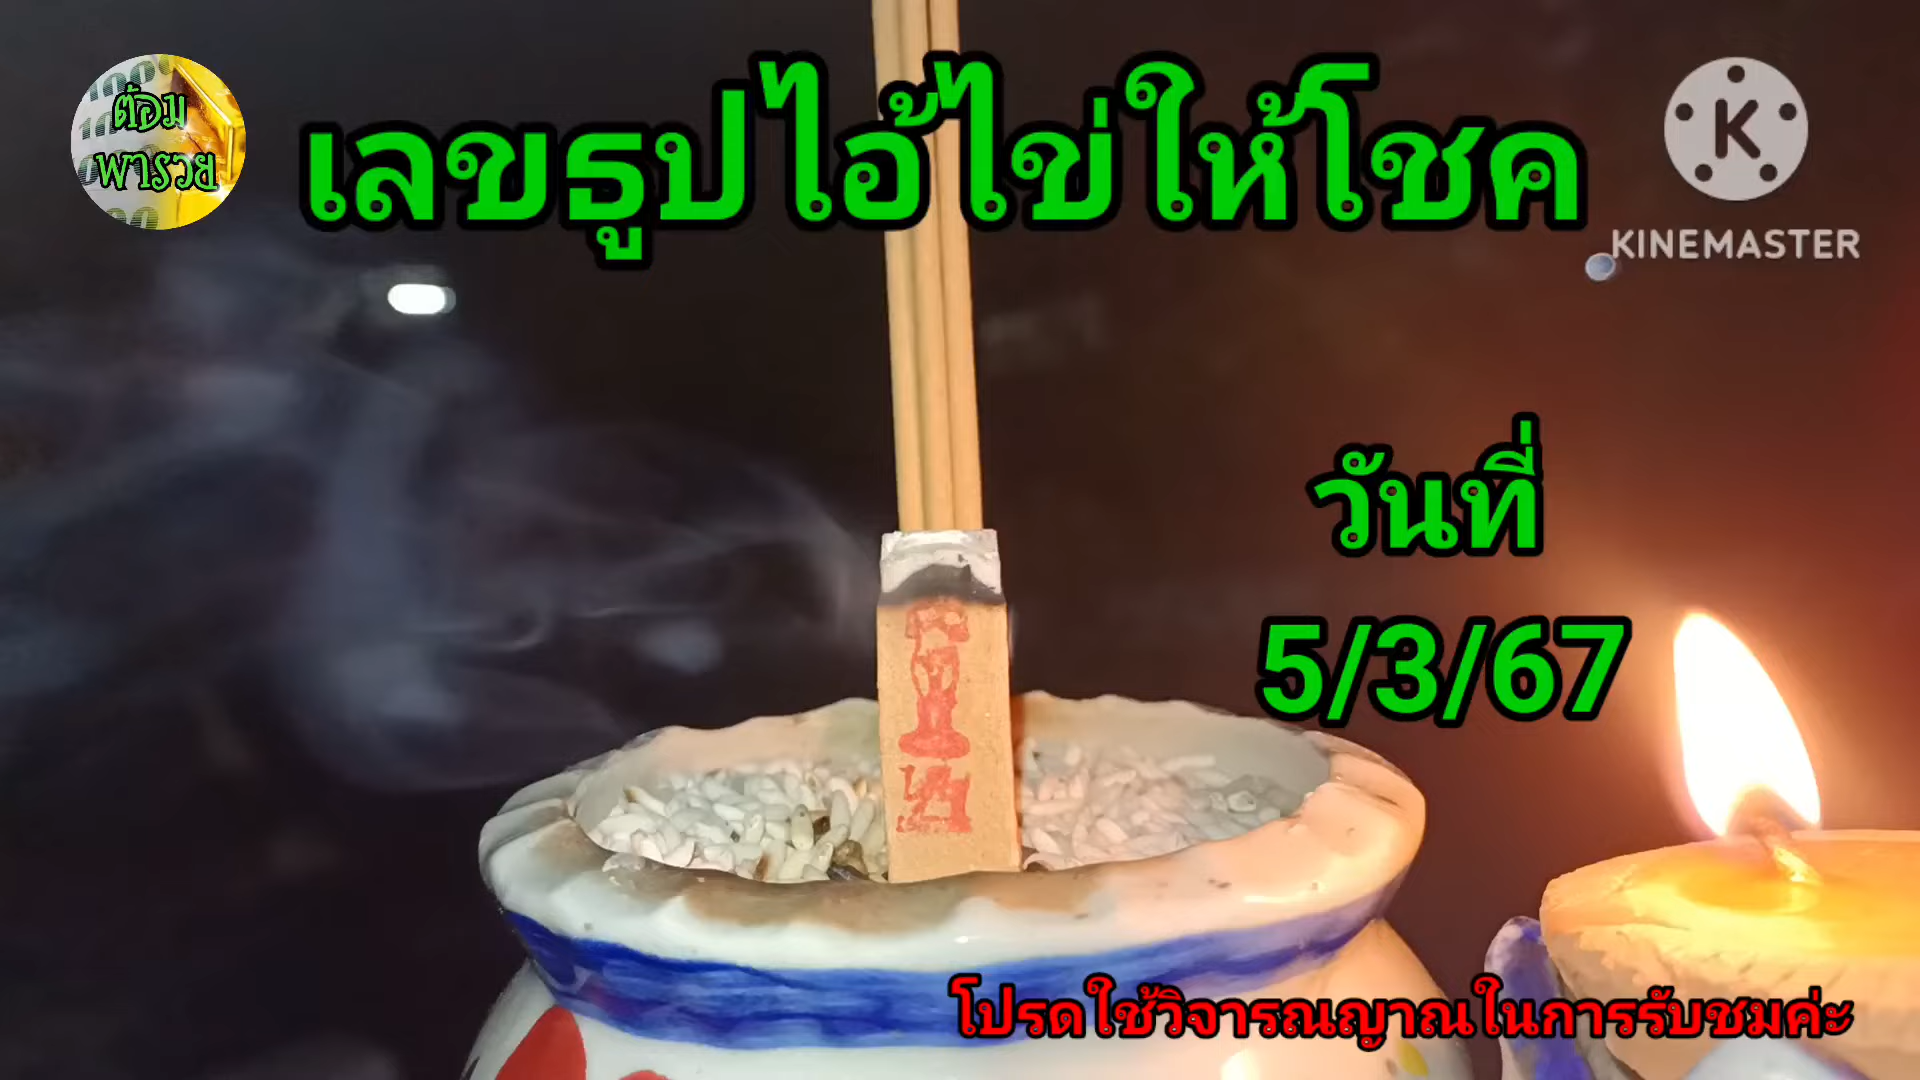 ต้อม
พารวย
เลขธูปไอ้ไข่ให้โชค
K
KINEMASTER
วันที่
5/3/67
โปรดใช้วิจารณญาณในการรับชมค่ะ